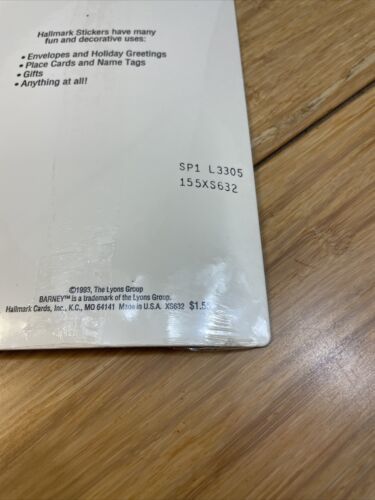 Hallmark Stickers have many
fun and decorative uses:
• Envelopes and Holiday Greetings
• Place Cards and Name Tags
• Gifts
• Anything at all!
SP1 L3305
155XS632
©1993, The Lyons Group
BARNEY™ is a trademark of the Lyons Group.
Hallmark Cards, Inc., K.C., MO 64141 Made in U.S.A. XS632 $1.55